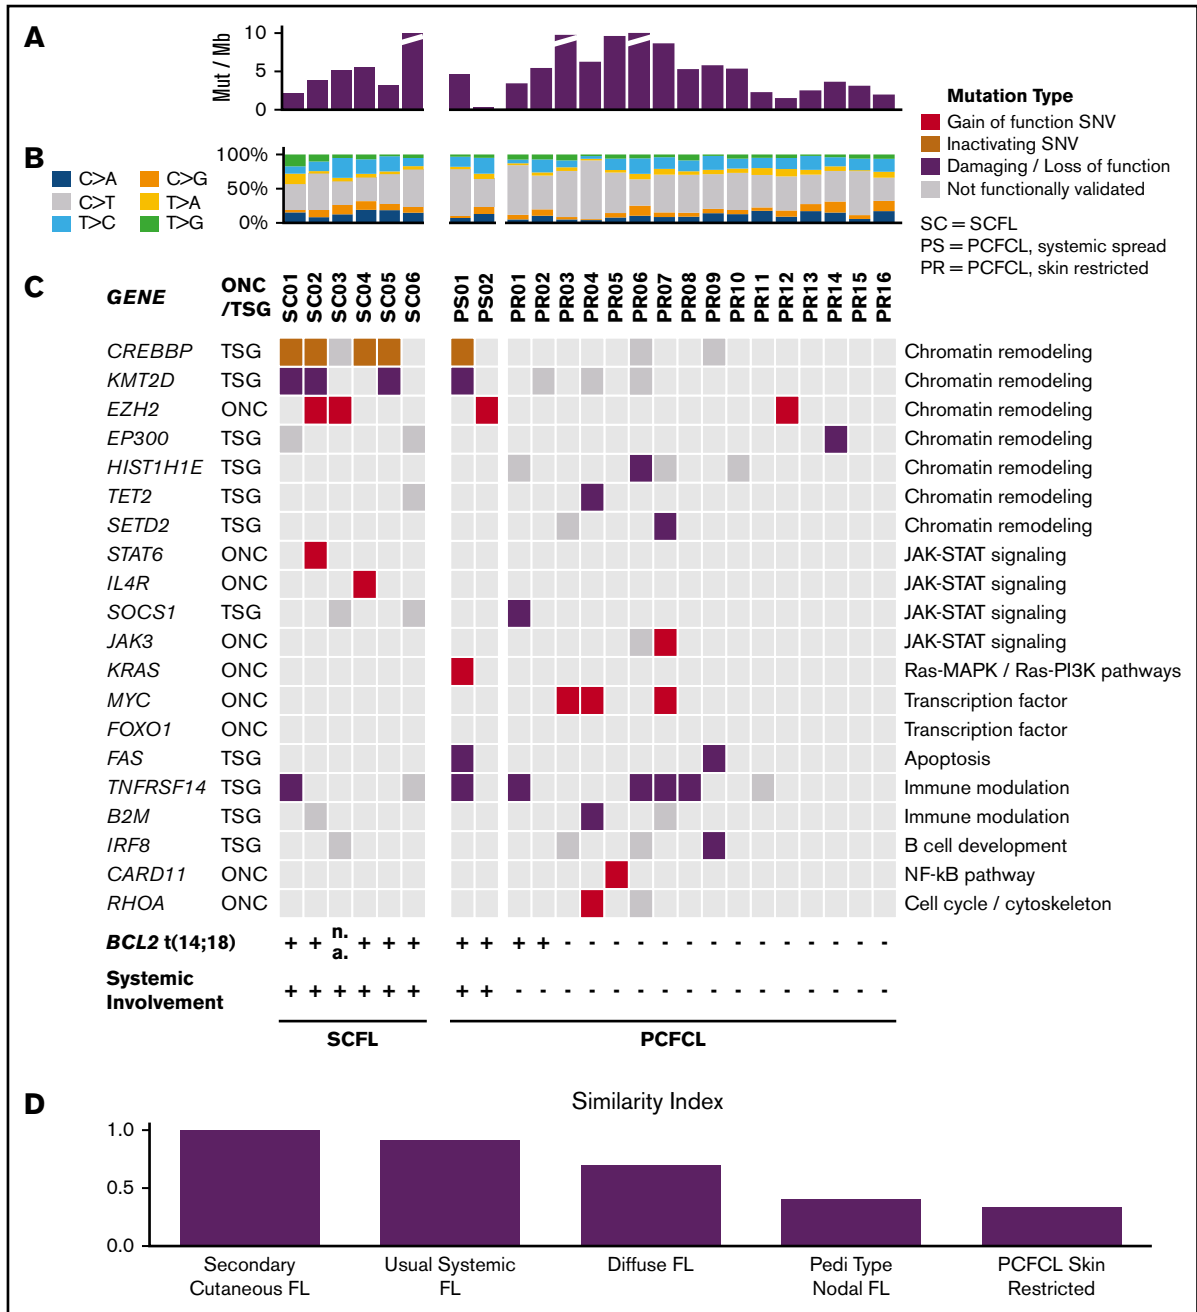 A
Mut / Mb
10
5
0
B
100%
50%
0%
C>A
C>G
C>T
T>A
T>C
T>G
Mutation Type
Gain of function SNV
Inactivating SNV
Damaging / Loss of function
Not functionally validated
SC = SCFL
PS = PCFCL, systemic spread
PR = PCFCL, skin restricted
C
GENE
ONC /TSG
SC01 SC02 SC03 SC04 SC05 SC06 PS01 PS02 PR01 PR02 PR03 PR04 PR05 PR06 PR07 PR08 PR09 PR10 PR11 PR12 PR13 PR14 PR15 PR16
CREBBP TSG Chromatin remodeling
KMT2D TSG Chromatin remodeling
EZH2 ONC Chromatin remodeling
EP300 TSG Chromatin remodeling
HIST1H1E TSG Chromatin remodeling
TET2 TSG Chromatin remodeling
SETD2 TSG Chromatin remodeling
STAT6 ONC JAK-STAT signaling
IL4R ONC JAK-STAT signaling
SOCS1 TSG JAK-STAT signaling
JAK3 ONC JAK-STAT signaling
KRAS ONC Ras-MAPK / Ras-PI3K pathways
MYC ONC Transcription factor
FOXO1 ONC Transcription factor
FAS TSG Apoptosis
TNFRSF14 TSG Immune modulation
B2M TSG Immune modulation
IRF8 TSG B cell development
CARD11 ONC NF-kB pathway
RHOA ONC Cell cycle / cytoskeleton
BCL2 t(14;18) + + n. a. + + + + + + + - - - - - - - - - - - - - -
Systemic
Involvement + + + + + + + + - - - - - - - - - - - - - - - -
SCFL
PCFCL
D
Similarity Index
1.0
0.5
0.0
Secondary
Cutaneous FL
Usual Systemic
FL
Diffuse FL
Pedi Type
Nodal FL
PCFCL Skin
Restricted